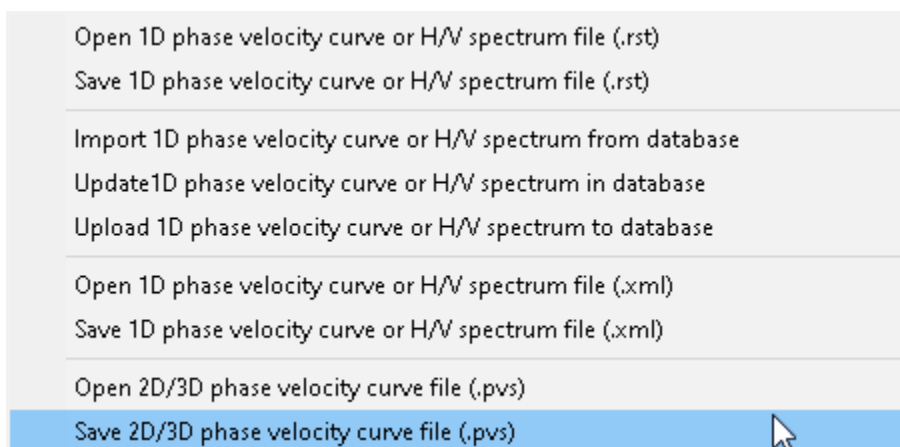 Open 1D phase velocity curve or H/V spectrum file (.rst)
Save 1D phase velocity curve or H/V spectrum file (.rst)
Import 1D phase velocity curve or H/V spectrum from database
Update1D phase velocity curve or H/V spectrum in database
Upload 1D phase velocity curve or H/V spectrum to database
Open 1D phase velocity curve or H/V spectrum file (.xml)
Save 1D phase velocity curve or H/V spectrum file (.xml)
Open 2D/3D phase velocity curve file (.pvs)
Save 2D/3D phase velocity curve file (.pvs)